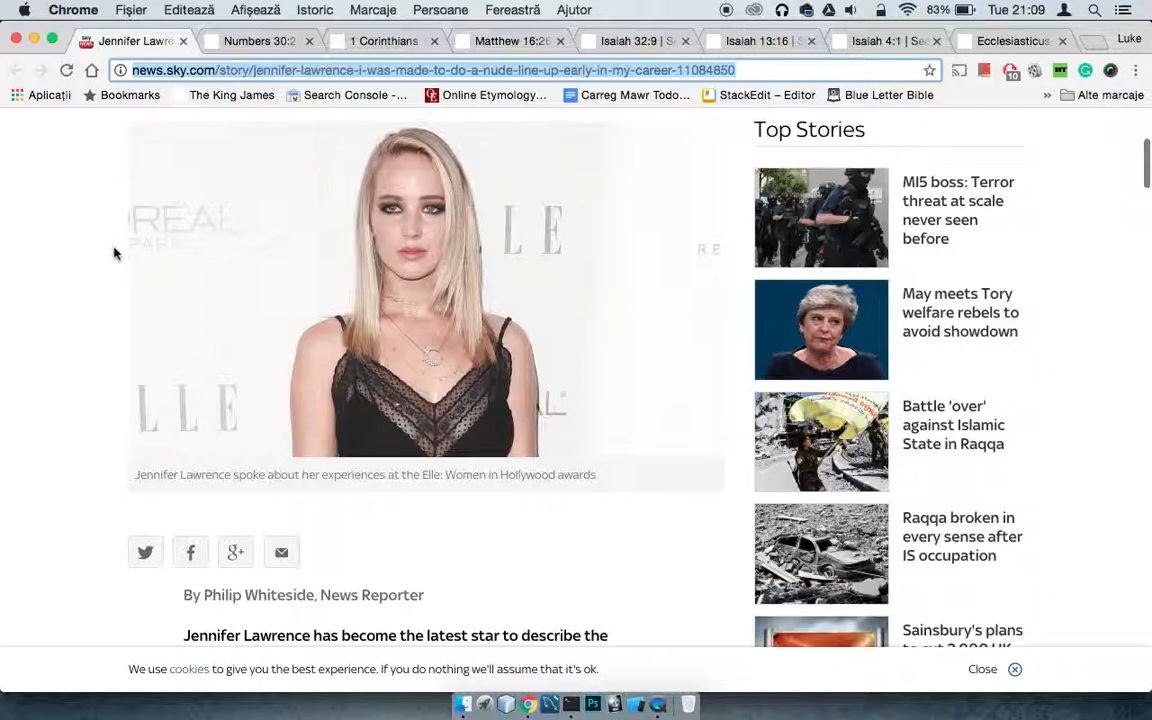 Chrome Fișier Editează Afișează Istoric Marcaje Persoane Fereastră Ajutor 83% Tue 21:09
Jennifer Lawre Numbers 30:2 1 Corinthians Matthew 16:26 Isaiah 32:9 | S Isaiah 13:16 | S Isaiah 4:1 | Sea Ecclesiasticus Luke
news.sky.com/story/jennifer-lawrence-i-was-made-to-do-a-nude-line-up-early-in-my-career-11084850
10
Aplicații Bookmarks The King James Search Console -... Online Etymology... Carreg Mawr Todo... StackEdit – Editor Blue Letter Bible » Alte marcaje
ELLE
RE
LLE
Jennifer Lawrence spoke about her experiences at the Elle: Women in Hollywood awards
By Philip Whiteside, News Reporter
Jennifer Lawrence has become the latest star to describe the
Top Stories
MI5 boss: Terror
threat at scale
never seen
before
May meets Tory
welfare rebels to
avoid showdown
Battle 'over'
against Islamic
State in Raqqa
Raqqa broken in
every sense after
IS occupation
Sainsbury's plans
We use cookies to give you the best experience. If you do nothing we'll assume that it's ok.
Close